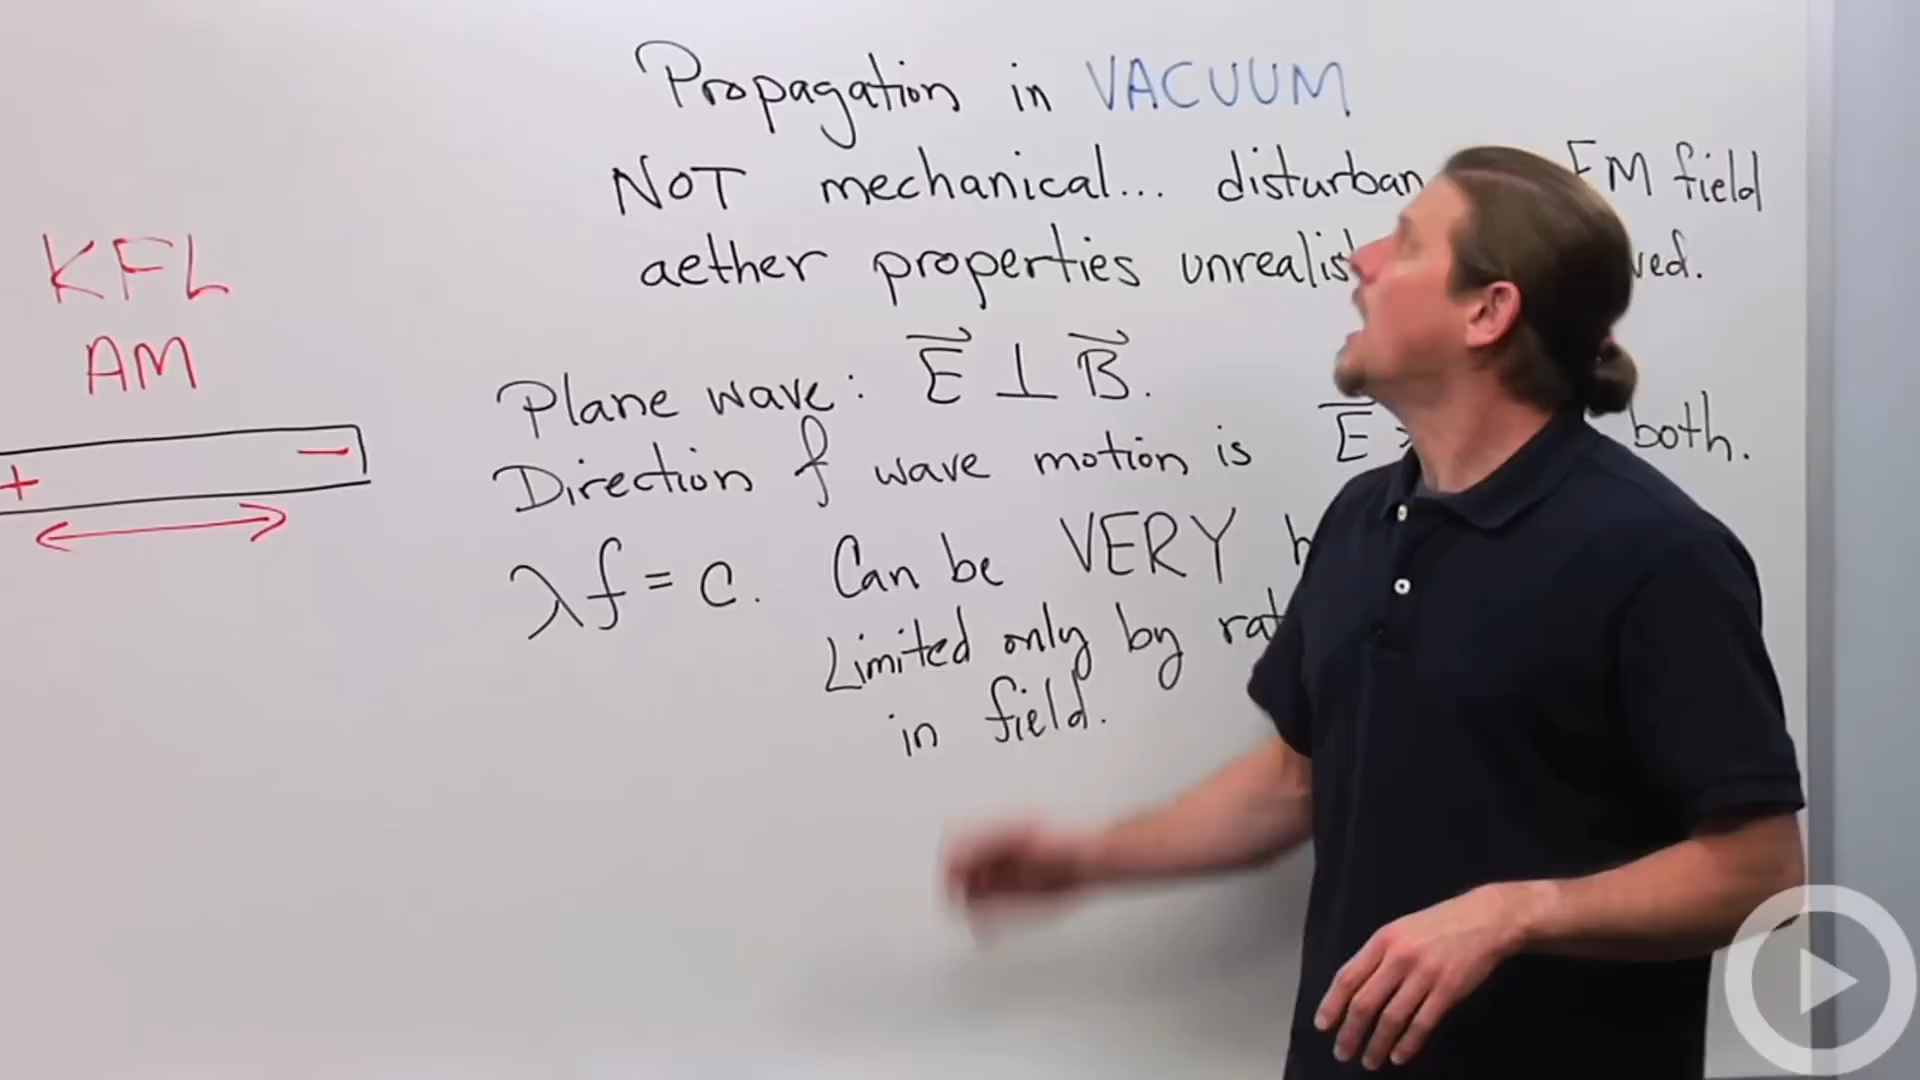 Propagation in VACUUM
NOT mechanical... disturban EM field
aether properties unrealis ved.
KFL
AM
Plane wave: E ⊥ B.
Direction of wave motion is E × both.
+ −
λf = c. Can be VERY h
Limited only by rat
in field.